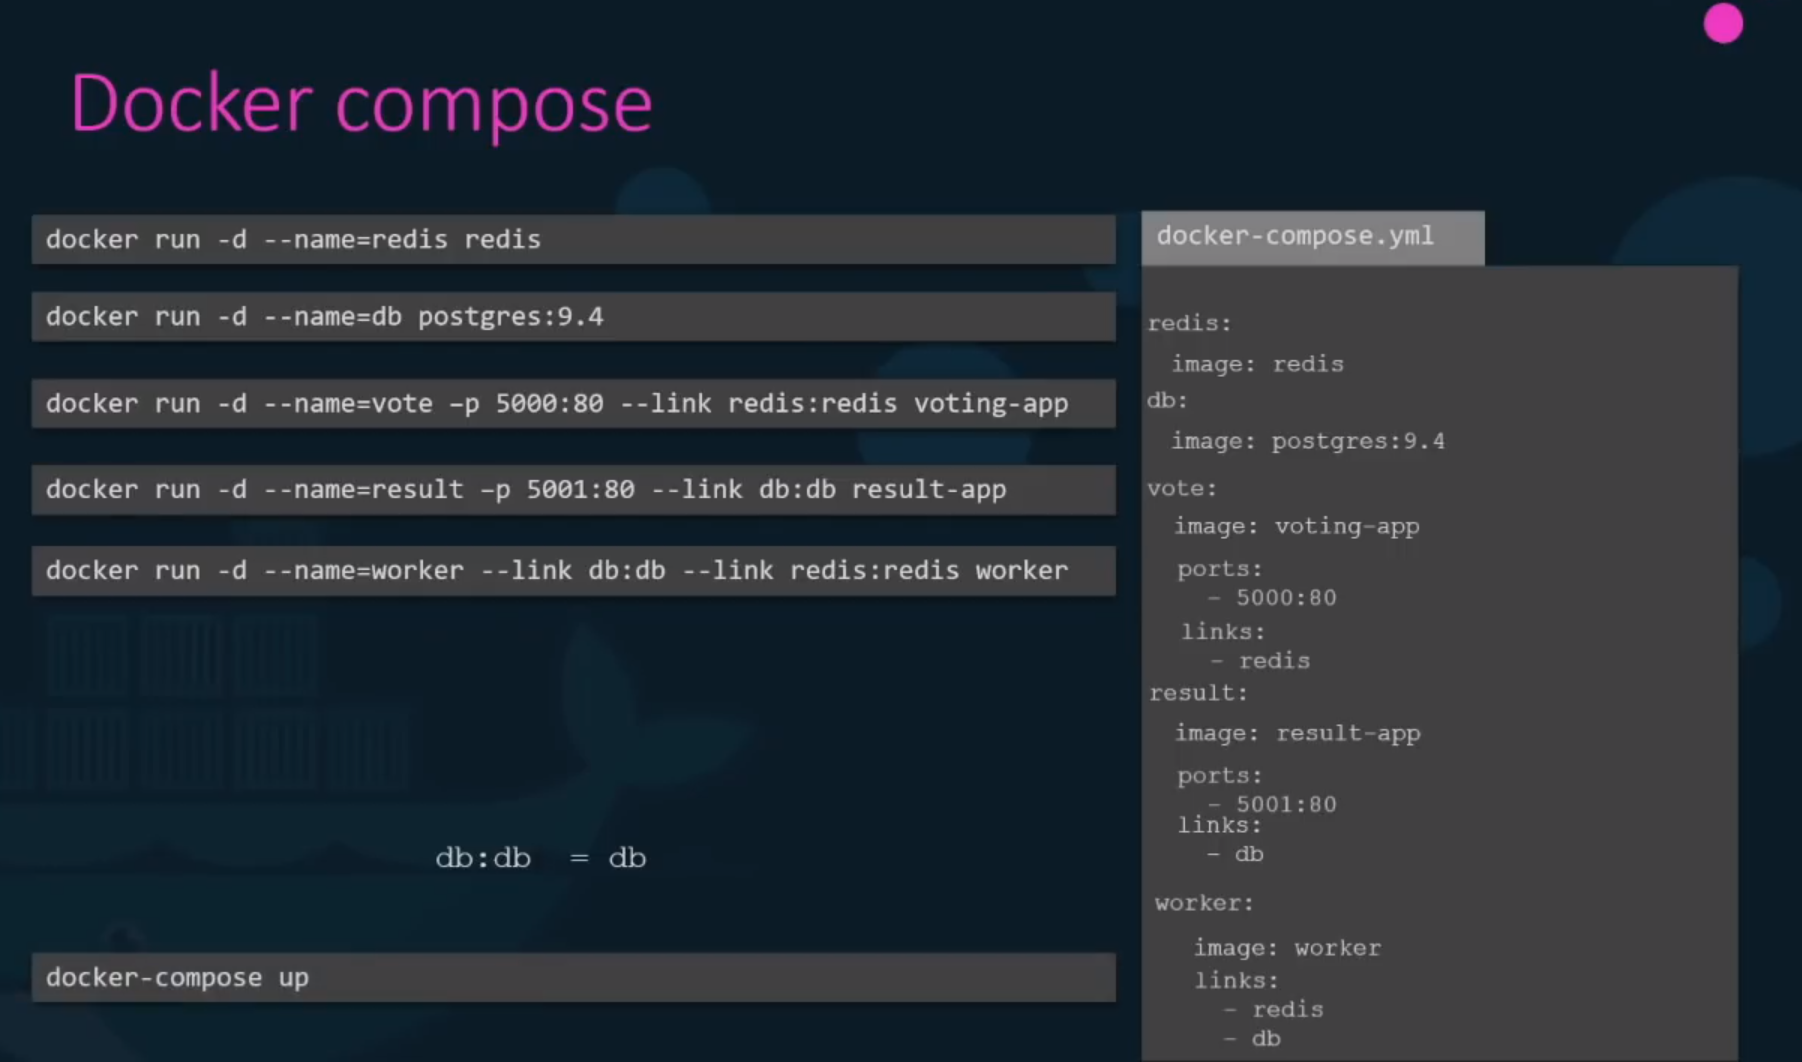 Docker compose
docker run -d --name=redis redis
docker run -d --name=db postgres:9.4
docker run -d --name=vote –p 5000:80 --link redis:redis voting-app
docker run -d --name=result –p 5001:80 --link db:db result-app
docker run -d --name=worker --link db:db --link redis:redis worker
db:db = db
docker-compose up
docker-compose.yml
redis:
image: redis
db:
image: postgres:9.4
vote:
image: voting-app
ports:
- 5000:80
links:
- redis
result:
image: result-app
ports:
- 5001:80
links:
- db
worker:
image: worker
links:
- redis
- db